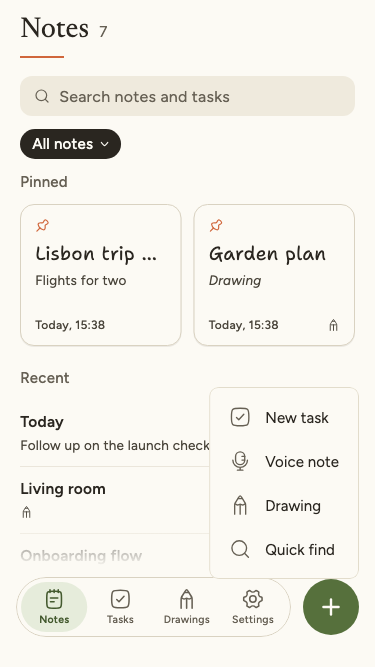 Notes 7
Search notes and tasks
All notes
Pinned
Lisbon trip ...
Flights for two
Today, 15:38
Garden plan
Drawing
Today, 15:38
Recent
Today
Follow up on the launch check
Living room
Onboarding flow
New task
Voice note
Drawing
Quick find
Notes
Tasks
Drawings
Settings